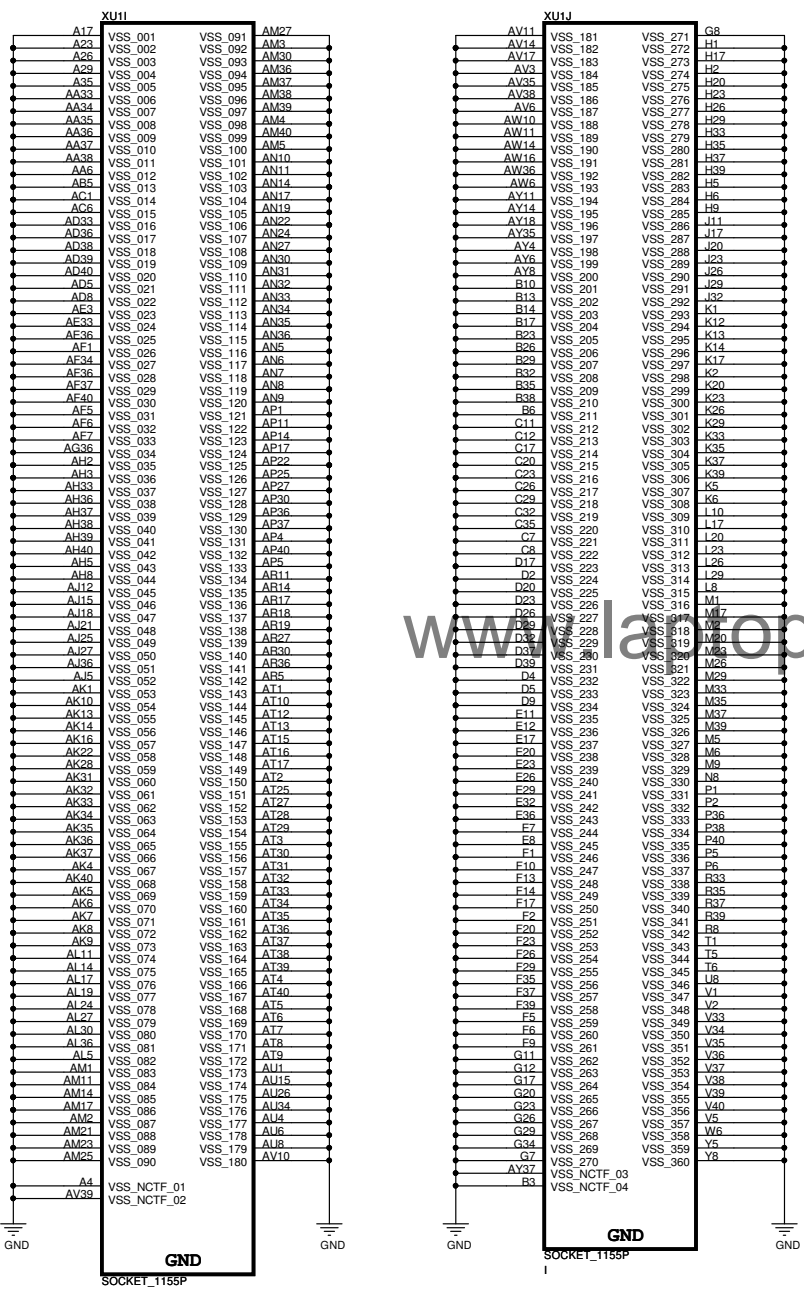 XU1I
A17 VSS_001 VSS_091 AM27
A23 VSS_002 VSS_092 AM3
A26 VSS_003 VSS_093 AM30
A29 VSS_004 VSS_094 AM36
A35 VSS_005 VSS_095 AM37
AA33 VSS_006 VSS_096 AM38
AA34 VSS_007 VSS_097 AM39
AA35 VSS_008 VSS_098 AM4
AA36 VSS_009 VSS_099 AM40
AA37 VSS_010 VSS_100 AM5
AA38 VSS_011 VSS_101 AN10
AA6 VSS_012 VSS_102 AN11
AB5 VSS_013 VSS_103 AN14
AC1 VSS_014 VSS_104 AN17
AC6 VSS_015 VSS_105 AN19
AD33 VSS_016 VSS_106 AN22
AD36 VSS_017 VSS_107 AN24
AD38 VSS_018 VSS_108 AN27
AD39 VSS_019 VSS_109 AN30
AD40 VSS_020 VSS_110 AN31
AD5 VSS_021 VSS_111 AN32
AD8 VSS_022 VSS_112 AN33
AE3 VSS_023 VSS_113 AN34
AE33 VSS_024 VSS_114 AN35
AE36 VSS_025 VSS_115 AN36
AF1 VSS_026 VSS_116 AN5
AF34 VSS_027 VSS_117 AN6
AF36 VSS_028 VSS_118 AN7
AF37 VSS_029 VSS_119 AN8
AF40 VSS_030 VSS_120 AN9
AF5 VSS_031 VSS_121 AP1
AF6 VSS_032 VSS_122 AP11
AF7 VSS_033 VSS_123 AP14
AG36 VSS_034 VSS_124 AP17
AH2 VSS_035 VSS_125 AP22
AH3 VSS_036 VSS_126 AP25
AH33 VSS_037 VSS_127 AP27
AH36 VSS_038 VSS_128 AP30
AH37 VSS_039 VSS_129 AP36
AH38 VSS_040 VSS_130 AP37
AH39 VSS_041 VSS_131 AP4
AH40 VSS_042 VSS_132 AP40
AH5 VSS_043 VSS_133 AP5
AH8 VSS_044 VSS_134 AR11
AJ12 VSS_045 VSS_135 AR14
AJ15 VSS_046 VSS_136 AR17
AJ18 VSS_047 VSS_137 AR18
AJ21 VSS_048 VSS_138 AR19
AJ25 VSS_049 VSS_139 AR27
AJ27 VSS_050 VSS_140 AR30
AJ36 VSS_051 VSS_141 AR36
AJ5 VSS_052 VSS_142 AR5
AK1 VSS_053 VSS_143 AT1
AK10 VSS_054 VSS_144 AT10
AK13 VSS_055 VSS_145 AT12
AK14 VSS_056 VSS_146 AT13
AK16 VSS_057 VSS_147 AT15
AK22 VSS_058 VSS_148 AT16
AK28 VSS_059 VSS_149 AT17
AK31 VSS_060 VSS_150 AT2
AK32 VSS_061 VSS_151 AT25
AK33 VSS_062 VSS_152 AT27
AK34 VSS_063 VSS_153 AT28
AK35 VSS_064 VSS_154 AT29
AK36 VSS_065 VSS_155 AT3
AK37 VSS_066 VSS_156 AT30
AK4 VSS_067 VSS_157 AT31
AK40 VSS_068 VSS_158 AT32
AK5 VSS_069 VSS_159 AT33
AK6 VSS_070 VSS_160 AT34
AK7 VSS_071 VSS_161 AT35
AK8 VSS_072 VSS_162 AT36
AK9 VSS_073 VSS_163 AT37
AL11 VSS_074 VSS_164 AT38
AL14 VSS_075 VSS_165 AT39
AL17 VSS_076 VSS_166 AT4
AL19 VSS_077 VSS_167 AT40
AL24 VSS_078 VSS_168 AT5
AL27 VSS_079 VSS_169 AT6
AL30 VSS_080 VSS_170 AT7
AL36 VSS_081 VSS_171 AT8
AL5 VSS_082 VSS_172 AT9
AM1 VSS_083 VSS_173 AU1
AM11 VSS_084 VSS_174 AU15
AM14 VSS_085 VSS_175 AU26
AM17 VSS_086 VSS_176 AU34
AM2 VSS_087 VSS_177 AU4
AM21 VSS_088 VSS_178 AU6
AM23 VSS_089 VSS_179 AU8
AM25 VSS_090 VSS_180 AV10
A4 VSS_NCTF_01
AV39 VSS_NCTF_02
GND GND GND
SOCKET_1155P
XU1J
AV11 VSS_181 VSS_271 G8
AV14 VSS_182 VSS_272 H1
AV17 VSS_183 VSS_273 H17
AV3 VSS_184 VSS_274 H2
AV35 VSS_185 VSS_275 H20
AV38 VSS_186 VSS_276 H23
AV6 VSS_187 VSS_277 H26
AW10 VSS_188 VSS_278 H29
AW11 VSS_189 VSS_279 H33
AW14 VSS_190 VSS_280 H35
AW16 VSS_191 VSS_281 H37
AW36 VSS_192 VSS_282 H39
AW6 VSS_193 VSS_283 H5
AY11 VSS_194 VSS_284 H6
AY14 VSS_195 VSS_285 H9
AY18 VSS_196 VSS_286 J11
AY35 VSS_197 VSS_287 J17
AY4 VSS_198 VSS_288 J20
AY6 VSS_199 VSS_289 J23
AY8 VSS_200 VSS_290 J26
B10 VSS_201 VSS_291 J29
B13 VSS_202 VSS_292 J32
B14 VSS_203 VSS_293 K1
B17 VSS_204 VSS_294 K12
B23 VSS_205 VSS_295 K13
B26 VSS_206 VSS_296 K14
B29 VSS_207 VSS_297 K17
B32 VSS_208 VSS_298 K2
B35 VSS_209 VSS_299 K20
B38 VSS_210 VSS_300 K23
B6 VSS_211 VSS_301 K26
C11 VSS_212 VSS_302 K29
C12 VSS_213 VSS_303 K33
C17 VSS_214 VSS_304 K35
C20 VSS_215 VSS_305 K37
C23 VSS_216 VSS_306 K39
C26 VSS_217 VSS_307 K5
C29 VSS_218 VSS_308 K6
C32 VSS_219 VSS_309 L10
C35 VSS_220 VSS_310 L17
C7 VSS_221 VSS_311 L20
C8 VSS_222 VSS_312 L23
D17 VSS_223 VSS_313 L26
D2 VSS_224 VSS_314 L29
D20 VSS_225 VSS_315 L8
D23 VSS_226 VSS_316 M1
D26 VSS_227 VSS_317 M17
D29 VSS_228 VSS_318 M2
D32 VSS_229 VSS_319 M20
D37 VSS_230 VSS_320 M23
D39 VSS_231 VSS_321 M26
D4 VSS_232 VSS_322 M29
D5 VSS_233 VSS_323 M33
D9 VSS_234 VSS_324 M35
E11 VSS_235 VSS_325 M37
E12 VSS_236 VSS_326 M39
E17 VSS_237 VSS_327 M5
E20 VSS_238 VSS_328 M6
E23 VSS_239 VSS_329 M9
E26 VSS_240 VSS_330 N8
E29 VSS_241 VSS_331 P1
E32 VSS_242 VSS_332 P2
E36 VSS_243 VSS_333 P36
E7 VSS_244 VSS_334 P38
E8 VSS_245 VSS_335 P40
F1 VSS_246 VSS_336 P5
F10 VSS_247 VSS_337 P6
F13 VSS_248 VSS_338 R33
F14 VSS_249 VSS_339 R35
F17 VSS_250 VSS_340 R37
F2 VSS_251 VSS_341 R39
F20 VSS_252 VSS_342 R8
F23 VSS_253 VSS_343 T1
F26 VSS_254 VSS_344 T5
F29 VSS_255 VSS_345 T6
F35 VSS_256 VSS_346 U8
F37 VSS_257 VSS_347 V1
F39 VSS_258 VSS_348 V2
F5 VSS_259 VSS_349 V33
F6 VSS_260 VSS_350 V34
F9 VSS_261 VSS_351 V35
G11 VSS_262 VSS_352 V36
G12 VSS_263 VSS_353 V37
G17 VSS_264 VSS_354 V38
G20 VSS_265 VSS_355 V39
G23 VSS_266 VSS_356 V40
G26 VSS_267 VSS_357 V5
G29 VSS_268 VSS_358 W6
G34 VSS_269 VSS_359 Y5
G7 VSS_270 VSS_360 Y8
AY37 VSS_NCTF_03
B3 VSS_NCTF_04
GND GND GND
SOCKET_1155P
I
www.laptop